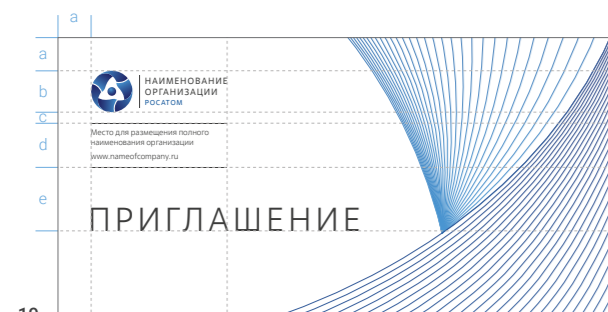 a
a
b
c
d
e
НАИМЕНОВАНИЕ
ОРГАНИЗАЦИИ
РОСАТОМ
Место для размещения полного
наименования организации
www.nameofcompany.ru
ПРИГЛАШЕНИЕ